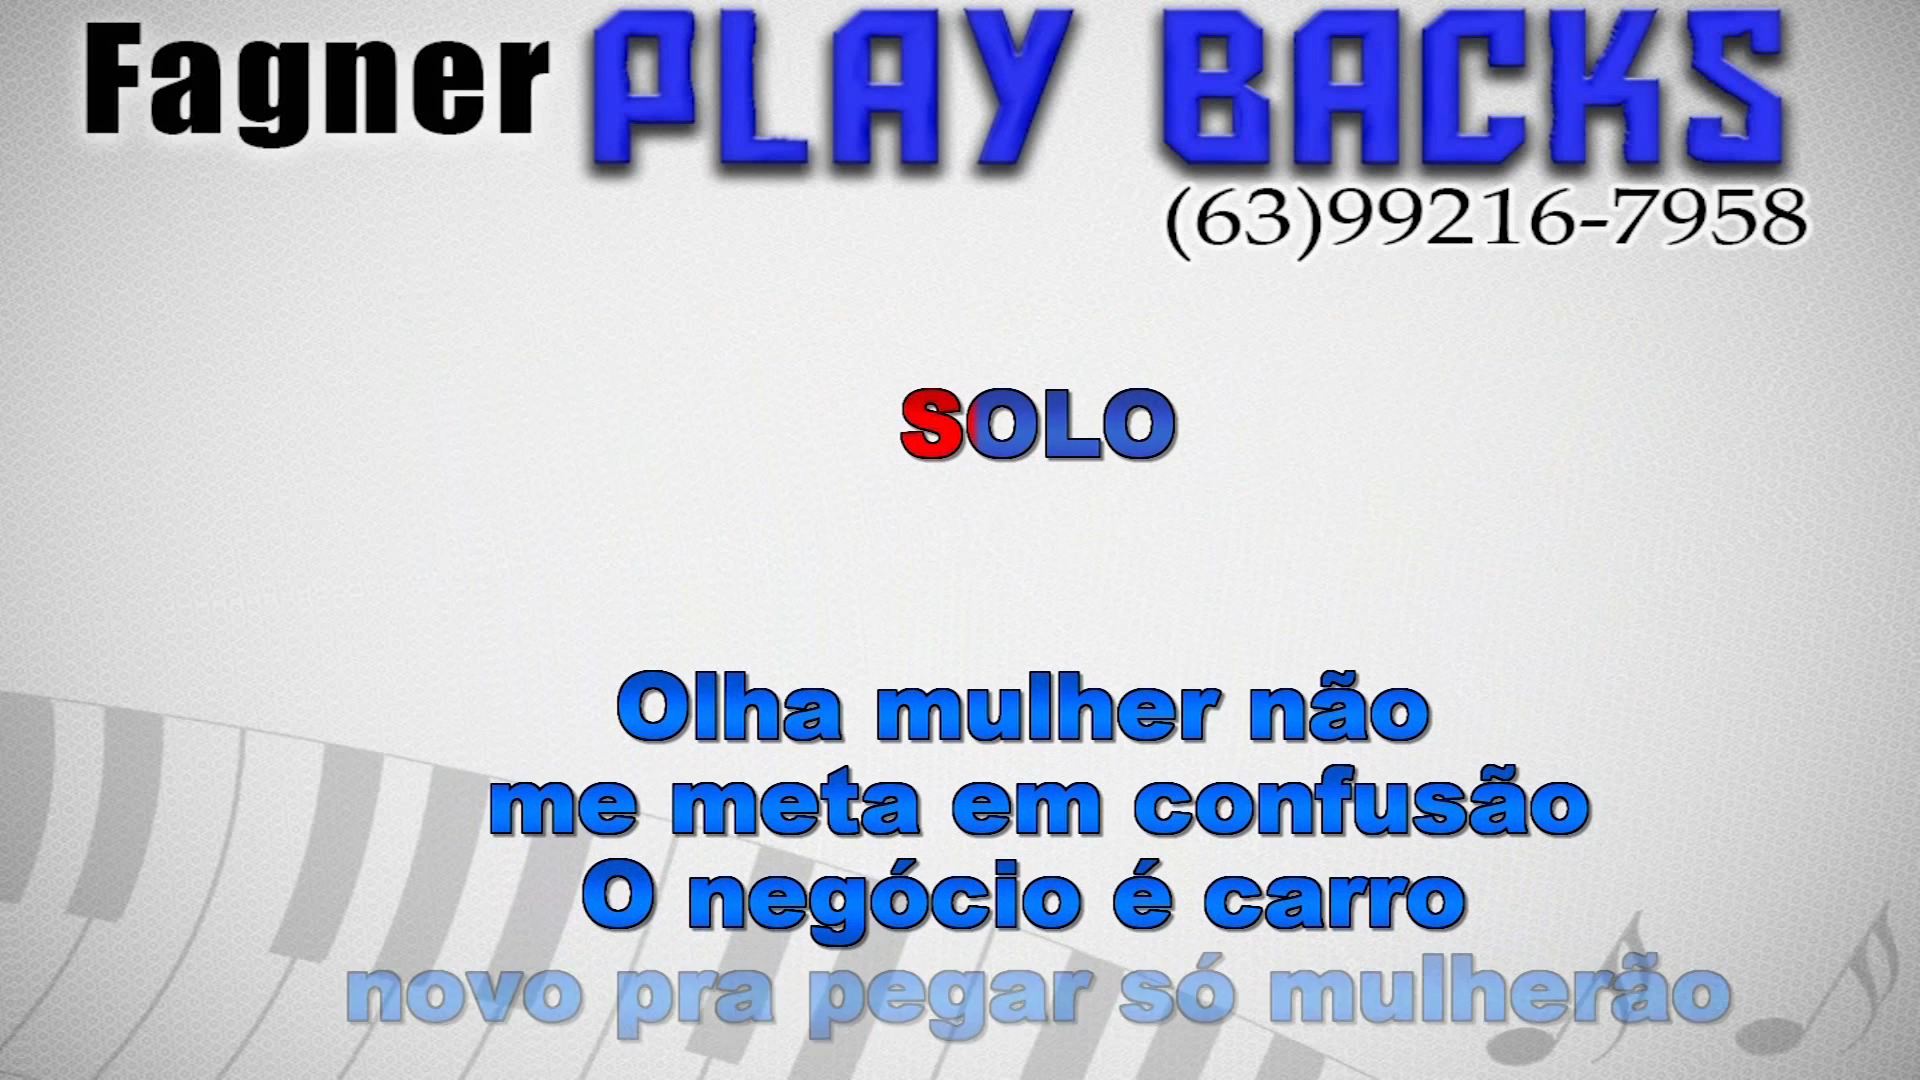 Fagner PLAY BACKS
(63)99216-7958
SOLO
Olha mulher não
me meta em confusão
O negócio é carro
novo pra pegar só mulherão